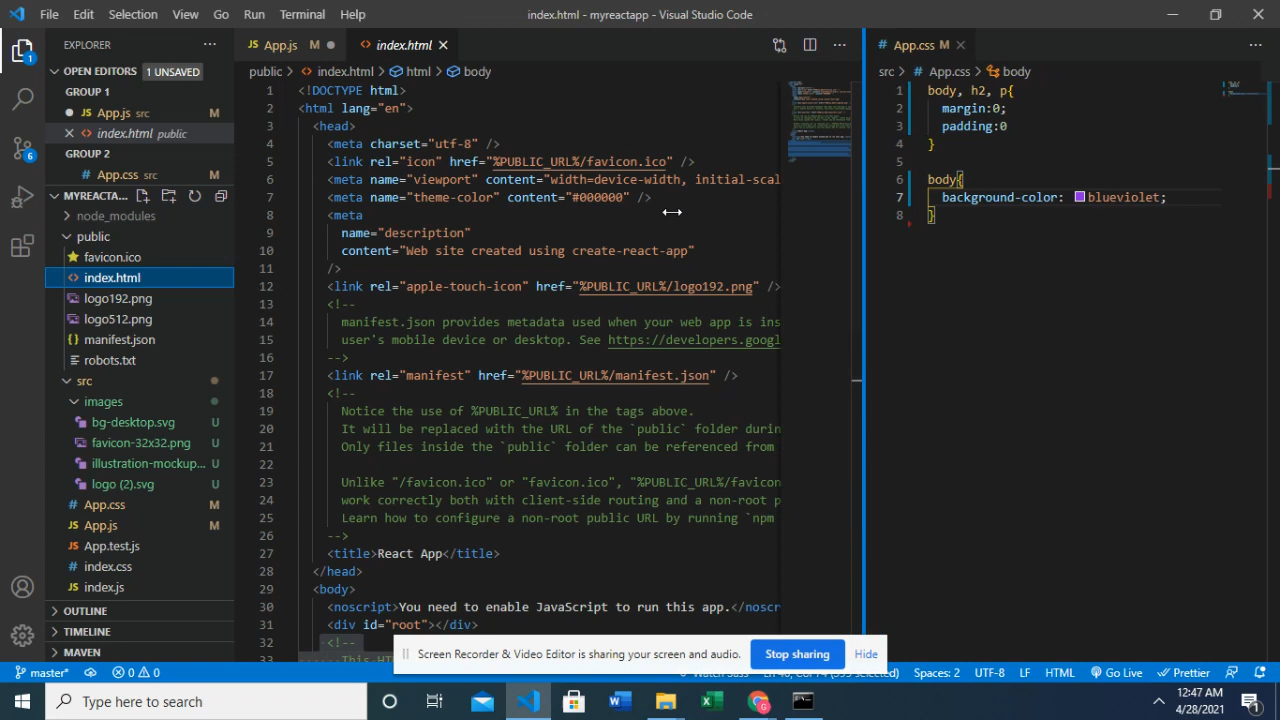 File Edit Selection View Go Run Terminal Help
index.html - myreactapp - Visual Studio Code
EXPLORER
OPEN EDITORS 1 UNSAVED
GROUP 1
App.js src M
index.html public
GROUP 2
App.css src M
MYREACTAPP
node_modules
public
favicon.ico
index.html
logo192.png
logo512.png
manifest.json
robots.txt
src
images
bg-desktop.svg U
favicon-32x32.png U
illustration-mockup... U
logo (2).svg U
App.css M
App.js M
App.test.js
index.css
index.js
OUTLINE
TIMELINE
MAVEN
1
6
JS App.js M
index.html
public > index.html > html > body
1 <!DOCTYPE html>
2 <html lang="en">
3 <head>
4 <meta charset="utf-8" />
5 <link rel="icon" href="%PUBLIC_URL%/favicon.ico" />
6 <meta name="viewport" content="width=device-width, initial-scal
7 <meta name="theme-color" content="#000000" />
8 <meta
9 name="description"
10 content="Web site created using create-react-app"
11 />
12 <link rel="apple-touch-icon" href="%PUBLIC_URL%/logo192.png" />
13 <!--
14 manifest.json provides metadata used when your web app is ins
15 user's mobile device or desktop. See https://developers.googl
16 -->
17 <link rel="manifest" href="%PUBLIC_URL%/manifest.json" />
18 <!--
19 Notice the use of %PUBLIC_URL% in the tags above.
20 It will be replaced with the URL of the `public` folder durin
21 Only files inside the `public` folder can be referenced from
22
23 Unlike "/favicon.ico" or "favicon.ico", "%PUBLIC_URL%/favicon
24 work correctly both with client-side routing and a non-root p
25 Learn how to configure a non-root public URL by running `npm
26 -->
27 <title>React App</title>
28 </head>
29 <body>
30 <noscript>You need to enable JavaScript to run this app.</noscr
31 <div id="root"></div>
32 <!--
33
App.css M
src > # App.css > body
1 body, h2, p{
2 margin:0;
3 padding:0
4 }
5
6 body{
7 background-color: blueviolet;
8 }
Screen Recorder & Video Editor is sharing your screen and audio. Stop sharing Hide
master* 0 0 Spaces: 2 UTF-8 LF HTML Go Live Prettier
Type here to search
12:47 AM
4/28/2021
1